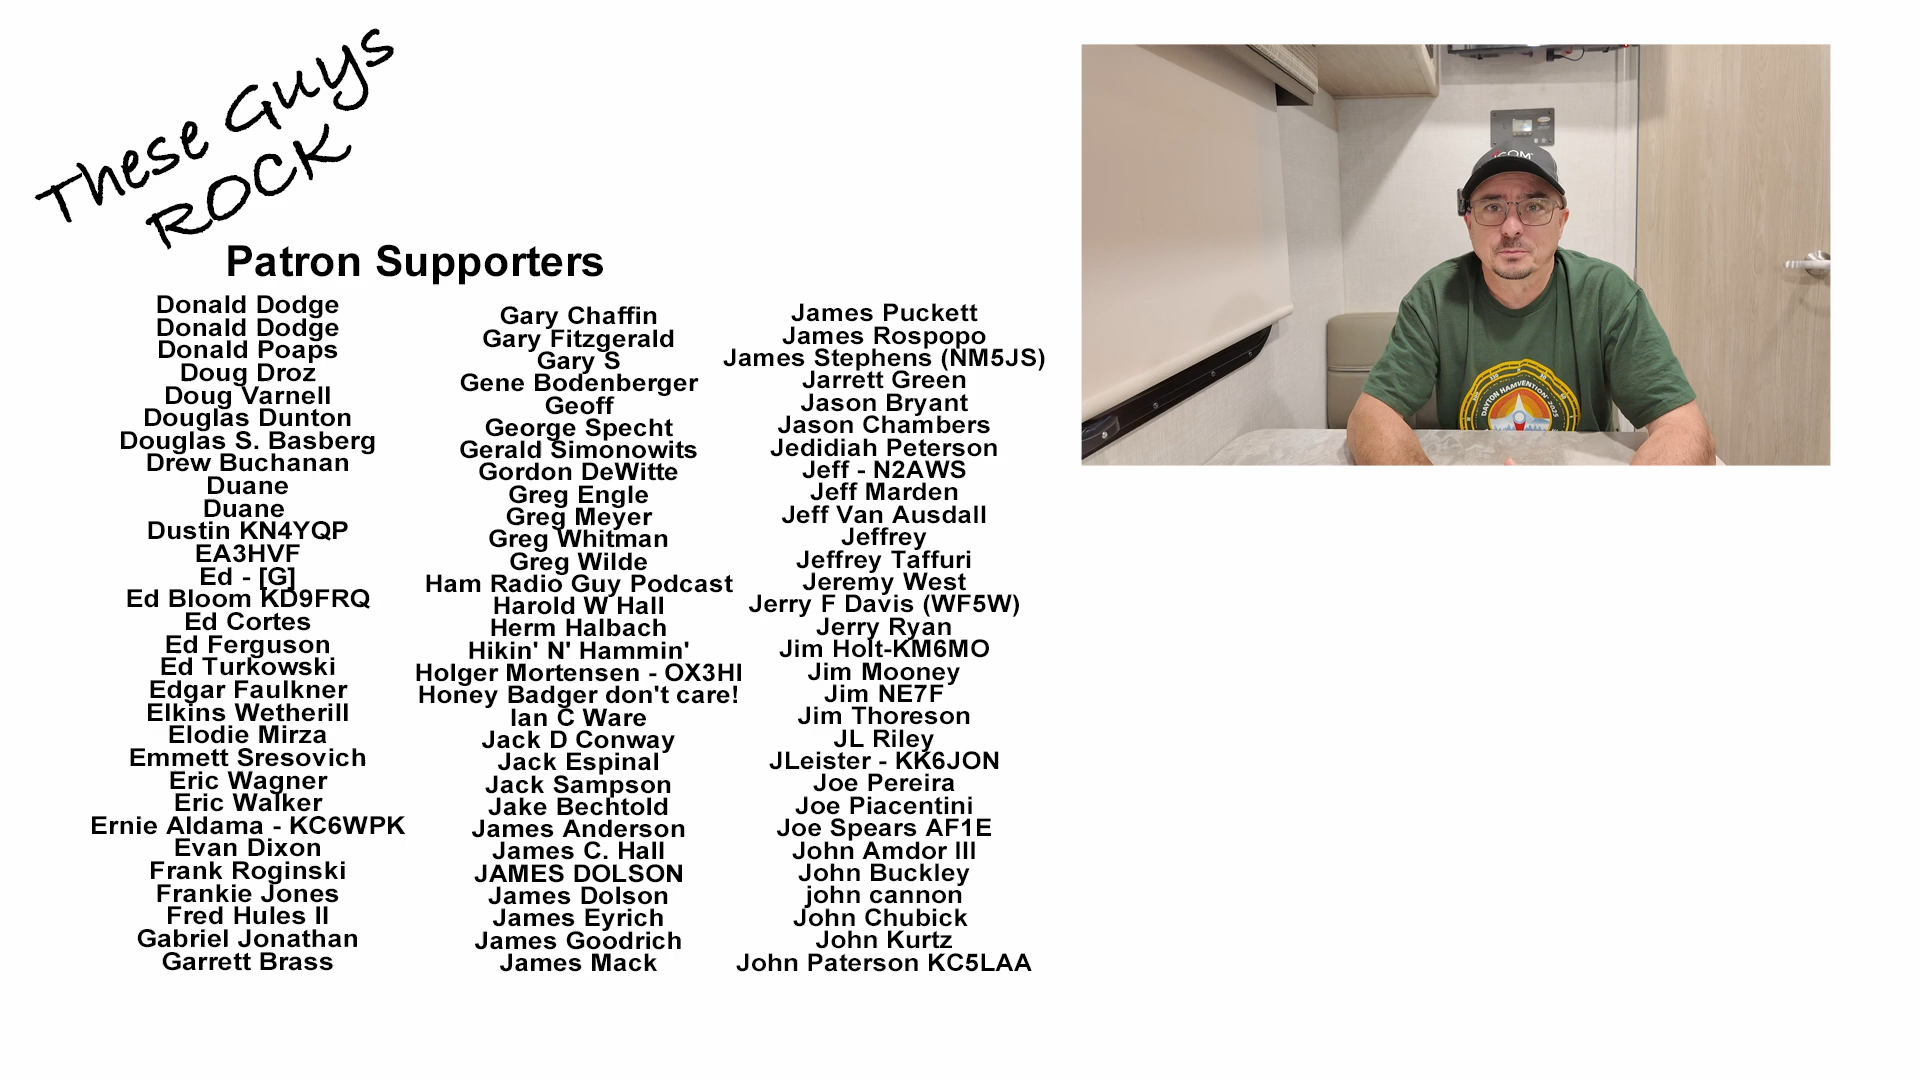 These Guys
ROCK
Patron Supporters
Donald Dodge
Donald Dodge
Donald Poaps
Doug Droz
Doug Varnell
Douglas Dunton
Douglas S. Basberg
Drew Buchanan
Duane
Duane
Dustin KN4YQP
EA3HVF
Ed - [G]
Ed Bloom KD9FRQ
Ed Cortes
Ed Ferguson
Ed Turkowski
Edgar Faulkner
Elkins Wetherill
Elodie Mirza
Emmett Sresovich
Eric Wagner
Eric Walker
Ernie Aldama - KC6WPK
Evan Dixon
Frank Roginski
Frankie Jones
Fred Hules II
Gabriel Jonathan
Garrett Brass
Gary Chaffin
Gary Fitzgerald
Gary S
Gene Bodenberger
Geoff
George Specht
Gerald Simonowits
Gordon DeWitte
Greg Engle
Greg Meyer
Greg Whitman
Greg Wilde
Ham Radio Guy Podcast
Harold W Hall
Herm Halbach
Hikin' N' Hammin'
Holger Mortensen - OX3HI
Honey Badger don't care!
Ian C Ware
Jack D Conway
Jack Espinal
Jack Sampson
Jake Bechtold
James Anderson
James C. Hall
JAMES DOLSON
James Dolson
James Eyrich
James Goodrich
James Mack
James Puckett
James Rospopo
James Stephens (NM5JS)
Jarrett Green
Jason Bryant
Jason Chambers
Jedidiah Peterson
Jeff - N2AWS
Jeff Marden
Jeff Van Ausdall
Jeffrey
Jeffrey Taffuri
Jeremy West
Jerry F Davis (WF5W)
Jerry Ryan
Jim Holt-KM6MO
Jim Mooney
Jim NE7F
Jim Thoreson
JL Riley
JLeister - KK6JON
Joe Pereira
Joe Piacentini
Joe Spears AF1E
John Amdor III
John Buckley
john cannon
John Chubick
John Kurtz
John Paterson KC5LAA
ICOM
DAYTON HAMVENTION 2025